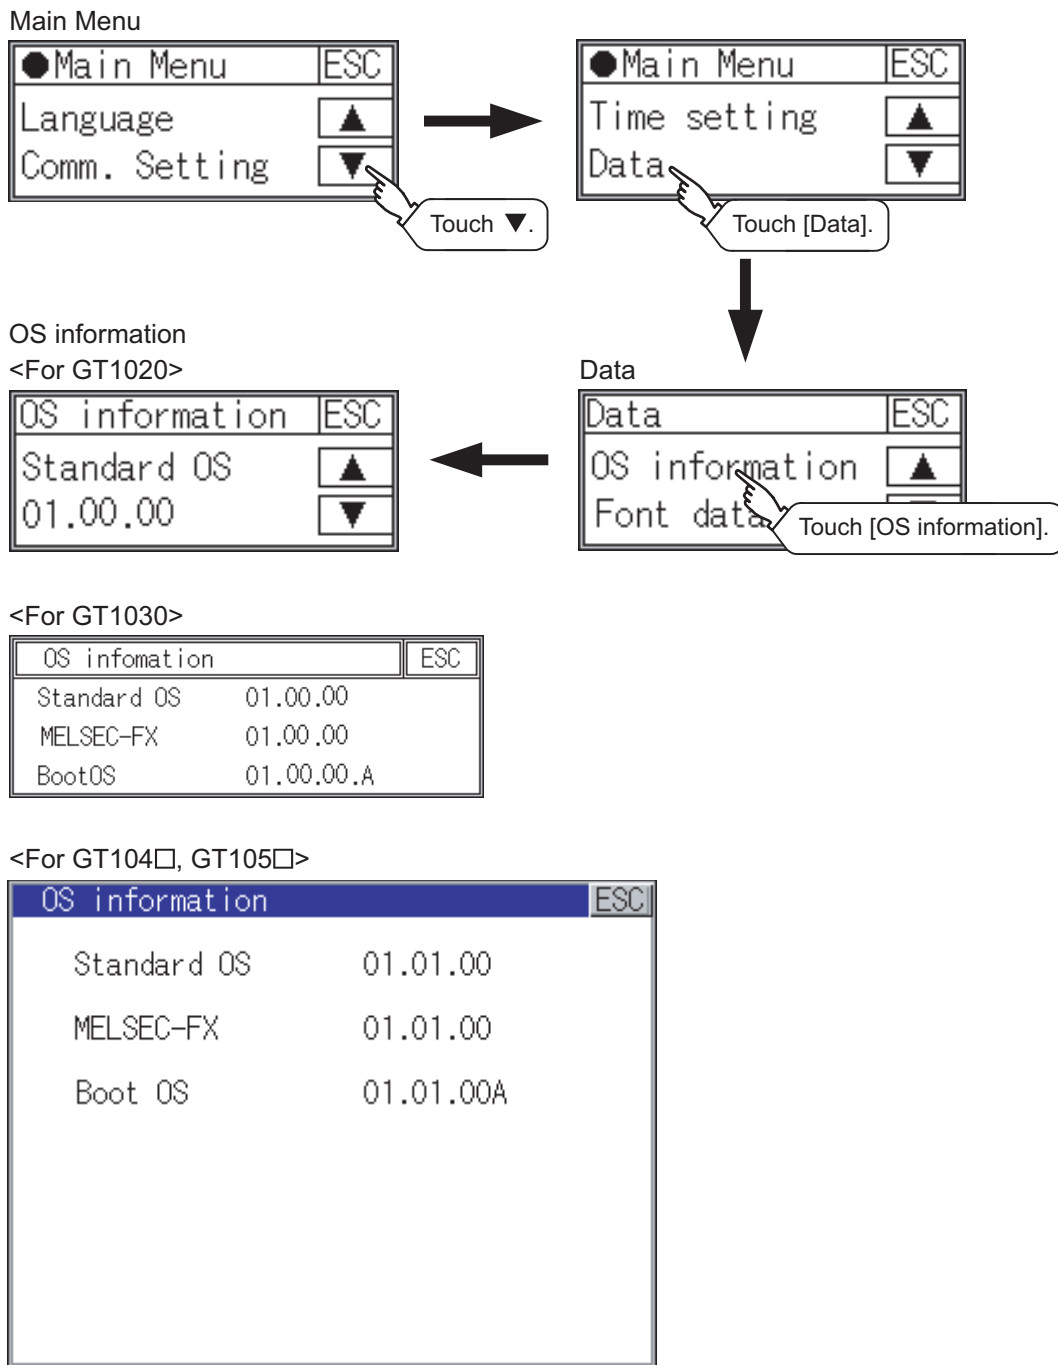 Main Menu
●Main Menu ESC
Language ▲
Comm. Setting ▼
Touch ▼.
●Main Menu ESC
Time setting ▲
Data ▼
Touch [Data].
Data
Data ESC
OS information ▲
Font data
Touch [OS information].
OS information
<For GT1020>
OS information ESC
Standard OS ▲
01.00.00 ▼
<For GT1030>
OS infomation ESC
Standard OS 01.00.00
MELSEC-FX 01.00.00
BootOS 01.00.00.A
<For GT104□, GT105□>
OS information ESC
Standard OS 01.01.00
MELSEC-FX 01.01.00
Boot OS 01.01.00A